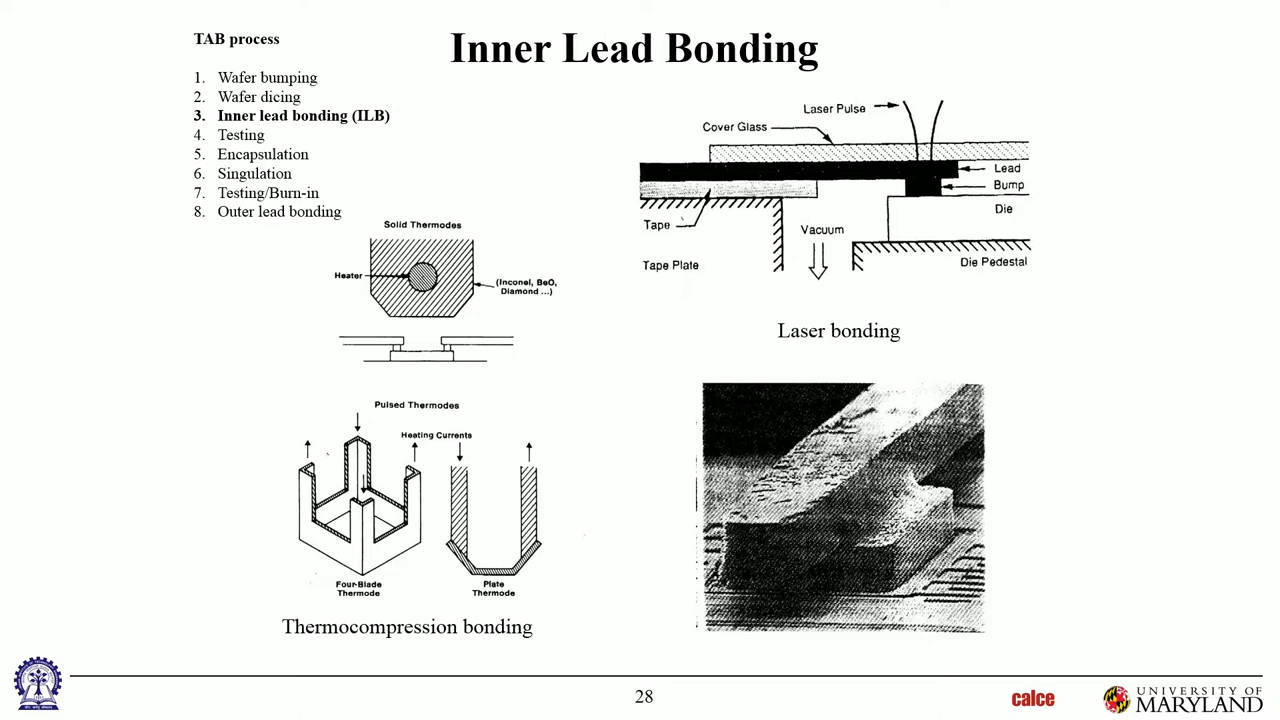 TAB process
Inner Lead Bonding
1. Wafer bumping
2. Wafer dicing
3. Inner lead bonding (ILB)
4. Testing
5. Encapsulation
6. Singulation
7. Testing/Burn-in
8. Outer lead bonding
Solid Thermodes
Heater
(Inconel, BeO,
Diamond ...)
Pulsed Thermodes
Heating Currents
Four-Blade
Thermode
Plate
Thermode
Thermocompression bonding
Laser Pulse
Cover Glass
Lead
Bump
Die
Tape
Vacuum
Tape Plate
Die Pedestal
Laser bonding
28
calce
UNIVERSITY OF
MARYLAND